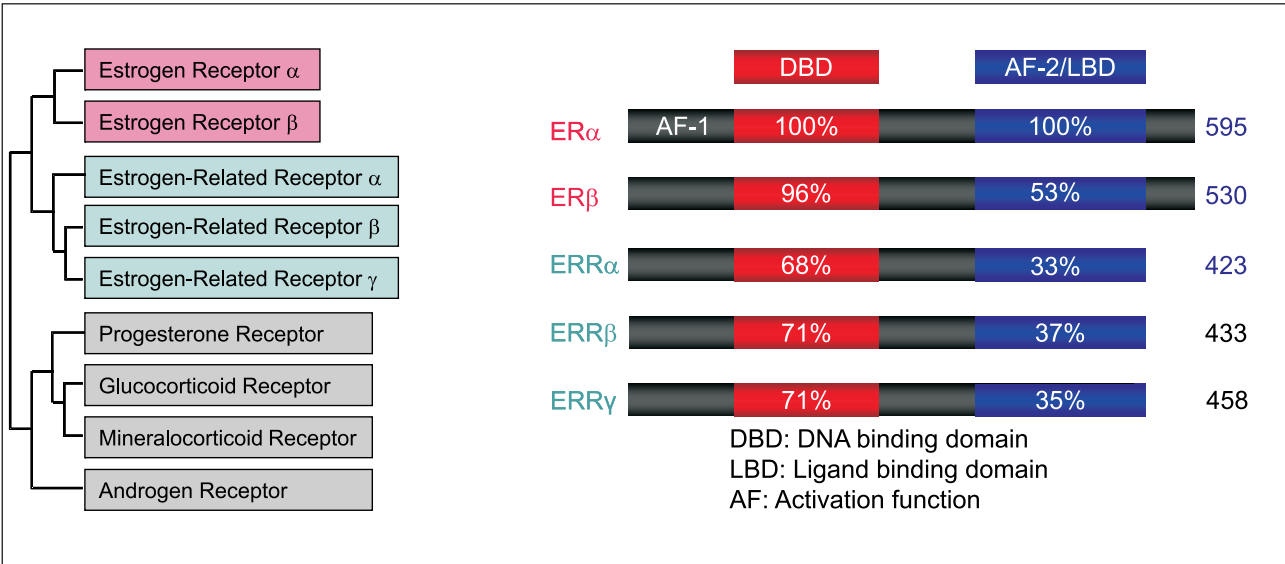 Estrogen Receptor α
Estrogen Receptor β
Estrogen-Related Receptor α
Estrogen-Related Receptor β
Estrogen-Related Receptor γ
Progesterone Receptor
Glucocorticoid Receptor
Mineralocorticoid Receptor
Androgen Receptor
DBD AF-2/LBD
ERα AF-1 100% 100% 595
ERβ 96% 53% 530
ERRα 68% 33% 423
ERRβ 71% 37% 433
ERRγ 71% 35% 458
DBD: DNA binding domain
LBD: Ligand binding domain
AF: Activation function